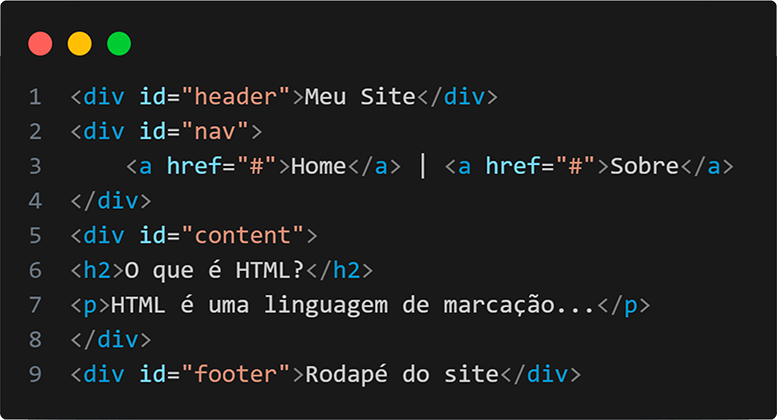 1 <div id="header">Meu Site</div>
2 <div id="nav">
3     <a href="#">Home</a> | <a href="#">Sobre</a>
4 </div>
5 <div id="content">
6 <h2>O que é HTML?</h2>
7 <p>HTML é uma linguagem de marcação...</p>
8 </div>
9 <div id="footer">Rodapé do site</div>